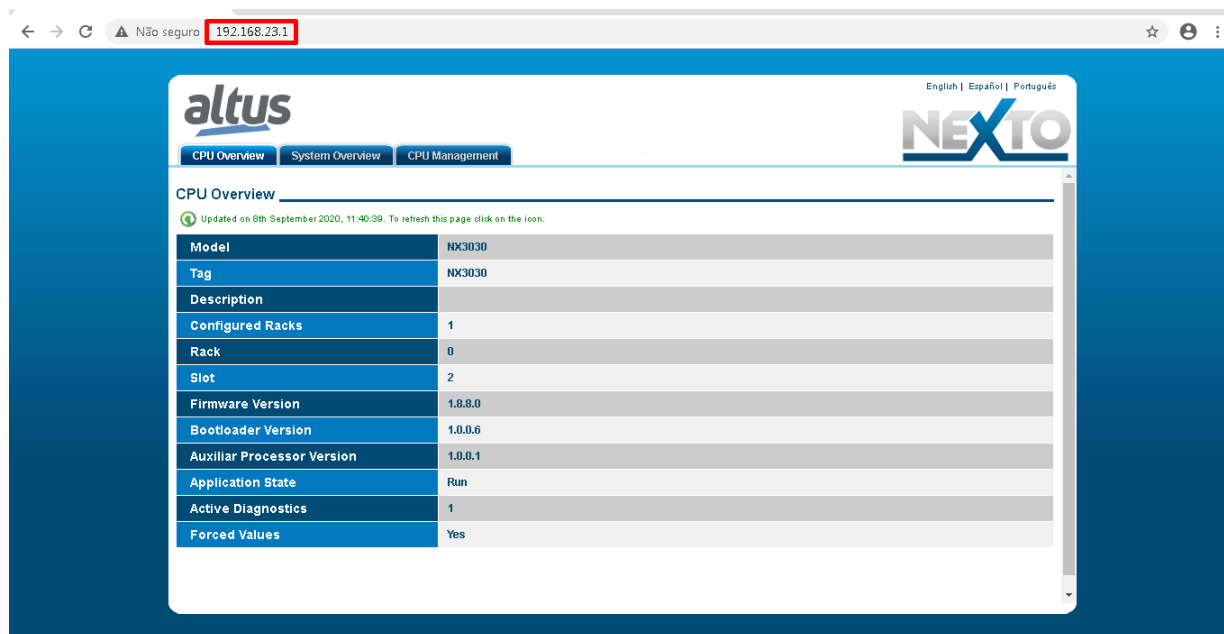 Não seguro 192.168.23.1
English | Español | Português
altus
NEXTO
CPU Overview System Overview CPU Management
CPU Overview
Updated on 8th September 2020, 11:40:39. To refresh this page click on the icon.
Model NX3030
Tag NX3030
Description
Configured Racks 1
Rack 0
Slot 2
Firmware Version 1.8.8.0
Bootloader Version 1.0.0.6
Auxiliar Processor Version 1.0.0.1
Application State Run
Active Diagnostics 1
Forced Values Yes